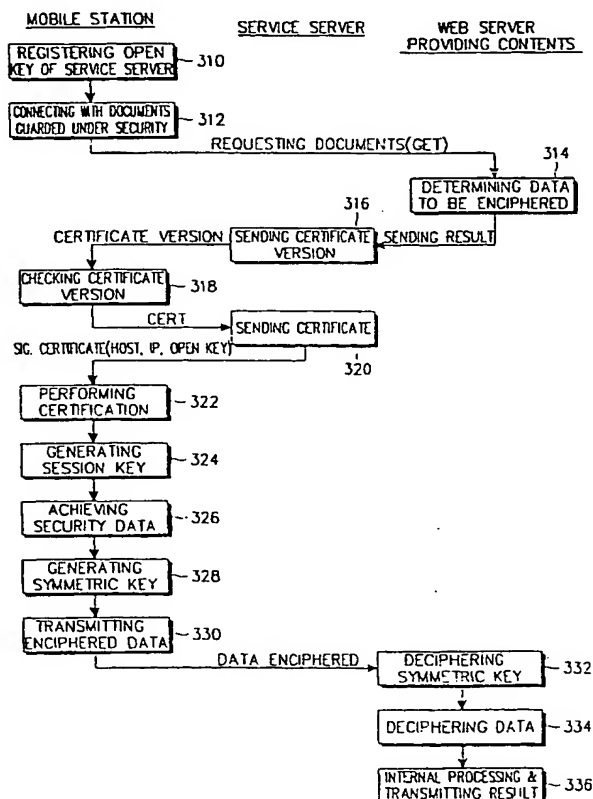 MOBILE STATION
SERVICE SERVER
WEB SERVER
PROVIDING CONTENTS
REGISTERING OPEN
KEY OF SERVICE SERVER
310
CONNECTING WITH DOCUMENTS
GUARDED UNDER SECURITY
312
REQUESTING DOCUMENTS(GET)
314
DETERMINING DATA
TO BE ENCIPHERED
316
CERTIFICATE VERSION
SENDING CERTIFICATE
VERSION
SENDING RESULT
CHECKING CERTIFICATE
VERSION
318
CERT
SENDING CERTIFICATE
320
SIG. CERTIFICATE(HOST, IP, OPEN KEY)
PERFORMING
CERTIFICATION
322
GENERATING
SESSION KEY
324
ACHIEVING
SECURITY DATA
326
GENERATING
SYMMETRIC KEY
328
TRANSMITTING
ENCIPHERED DATA
330
DATA ENCIPHERED
DECIPHERING
SYMMETRIC KEY
332
DECIPHERING DATA
334
INTERNAL PROCESSING &
TRANSMITTING RESULT
336